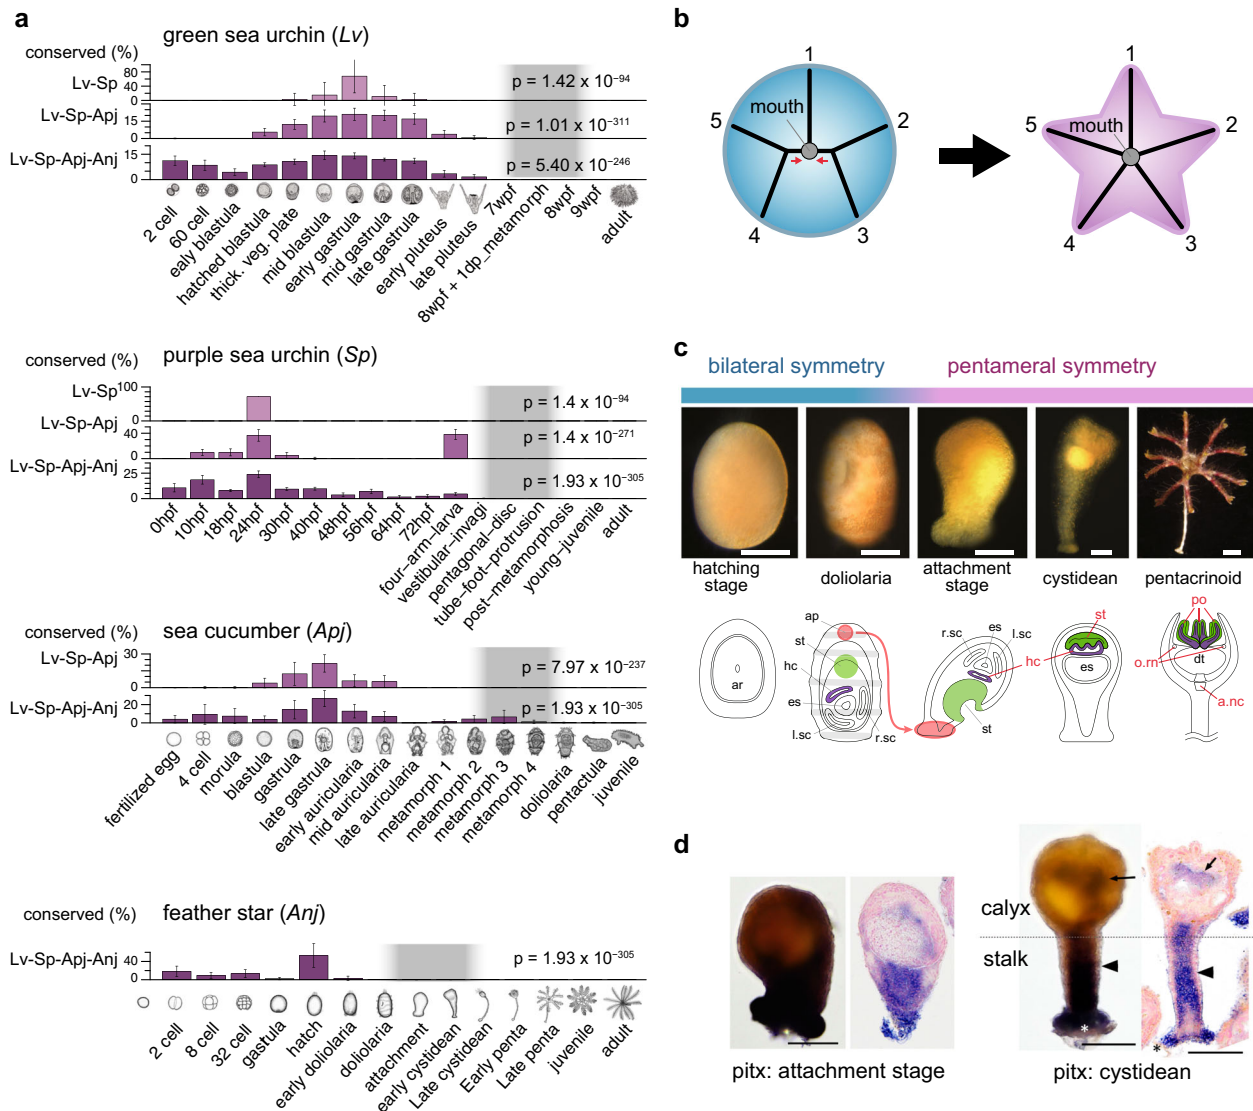 a
green sea urchin (Lv)
conserved (%)
Lv-Sp
80
40
0
p = 1.42 x 10⁻⁹⁴
Lv-Sp-Apj
15
0
p = 1.01 x 10⁻³¹¹
Lv-Sp-Apj-Anj
15
0
p = 5.40 x 10⁻²⁴⁶
2 cell
60 cell
ealy blastula
hatched blastula
thick. veg. plate
mid blastula
early gastrula
mid gastrula
late gastrula
early pluteus
late pluteus
7wpf
8wpf + 1dp_metamorph
8wpf
9wpf
adult
purple sea urchin (Sp)
conserved (%)
Lv-Sp
100
0
p = 1.4 x 10⁻⁹⁴
Lv-Sp-Apj
40
0
p = 1.4 x 10⁻²⁷¹
Lv-Sp-Apj-Anj
25
0
p = 1.93 x 10⁻³⁰⁵
0hpf
10hpf
18hpf
24hpf
30hpf
40hpf
48hpf
56hpf
64hpf
72hpf
four-arm-larva
vestibular-invagi
pentagonal-disc
tube-foot-protrusion
post-metamorphosis
young-juvenile
adult
sea cucumber (Apj)
conserved (%)
Lv-Sp-Apj
30
0
p = 7.97 x 10⁻²³⁷
Lv-Sp-Apj-Anj
20
0
p = 1.93 x 10⁻³⁰⁵
fertilized egg
4 cell
morula
blastula
gastrula
late gastrula
early auricularia
mid auricularia
late auricularia
metamorph 1
metamorph 2
metamorph 3
metamorph 4
doliolaria
pentactula
juvenile
feather star (Anj)
conserved (%)
Lv-Sp-Apj-Anj
40
0
p = 1.93 x 10⁻³⁰⁵
2 cell
8 cell
32 cell
gastula
hatch
early doliolaria
doliolaria
attachment
early cystidean
Late cystidean
Early penta
Late penta
juvenile
adult
b
1
2
3
4
5
mouth
1
2
3
4
5
mouth
c
bilateral symmetry
pentameral symmetry
hatching stage
doliolaria
attachment stage
cystidean
pentacrinoid
ar
ap
st
hc
es
l.sc
r.sc
r.sc
es
l.sc
hc
st
st
es
po
o.rn
dt
a.nc
d
calyx
stalk
*
*
pitx: attachment stage
pitx: cystidean